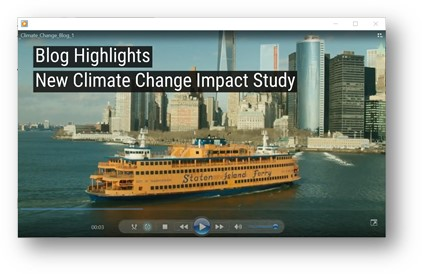 Climate_Change_Blog_1
Blog Highlights
New Climate Change Impact Study
Staten Island Ferry
00:03